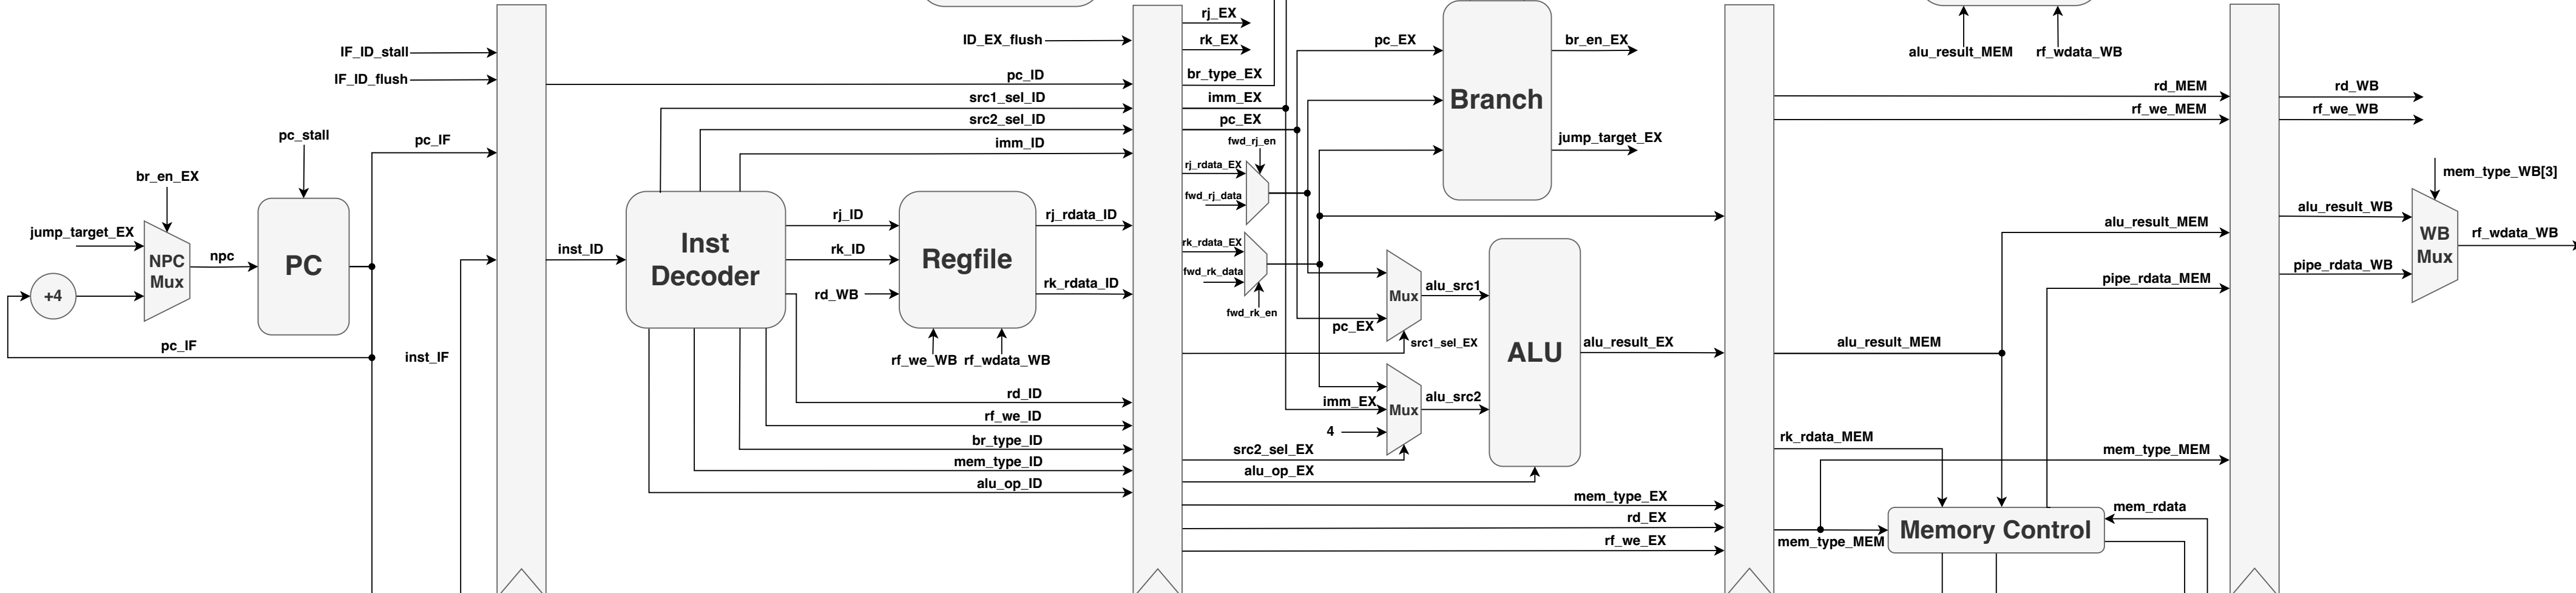 IF_ID_stall
IF_ID_flush
pc_stall
pc_IF
br_en_EX
jump_target_EX
NPC
Mux
npc
PC
+4
pc_IF
inst_IF
inst_ID
ID_EX_flush
pc_ID
src1_sel_ID
src2_sel_ID
imm_ID
Inst
Decoder
rj_ID
rk_ID
rd_WB
Regfile
rj_rdata_ID
rk_rdata_ID
rf_we_WB
rf_wdata_WB
rd_ID
rf_we_ID
br_type_ID
mem_type_ID
alu_op_ID
rj_EX
rk_EX
br_type_EX
imm_EX
pc_EX
fwd_rj_en
rj_rdata_EX
fwd_rj_data
rk_rdata_EX
fwd_rk_data
fwd_rk_en
pc_EX
Branch
br_en_EX
jump_target_EX
Mux
alu_src1
pc_EX
src1_sel_EX
ALU
alu_result_EX
imm_EX
Mux
alu_src2
4
src2_sel_EX
alu_op_EX
mem_type_EX
rd_EX
rf_we_EX
alu_result_MEM
rf_wdata_WB
rd_MEM
rf_we_MEM
alu_result_MEM
pipe_rdata_MEM
alu_result_MEM
rk_rdata_MEM
mem_type_MEM
mem_type_MEM
Memory Control
mem_rdata
rd_WB
rf_we_WB
mem_type_WB[3]
alu_result_WB
pipe_rdata_WB
WB
Mux
rf_wdata_WB